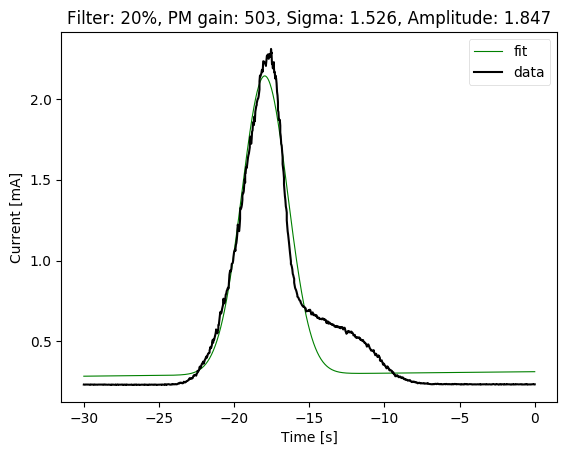 Filter: 20%, PM gain: 503, Sigma: 1.526, Amplitude: 1.847
fit
data
2.0
1.5
1.0
0.5
Current [mA]
−30
−25
−20
−15
−10
−5
0
Time [s]